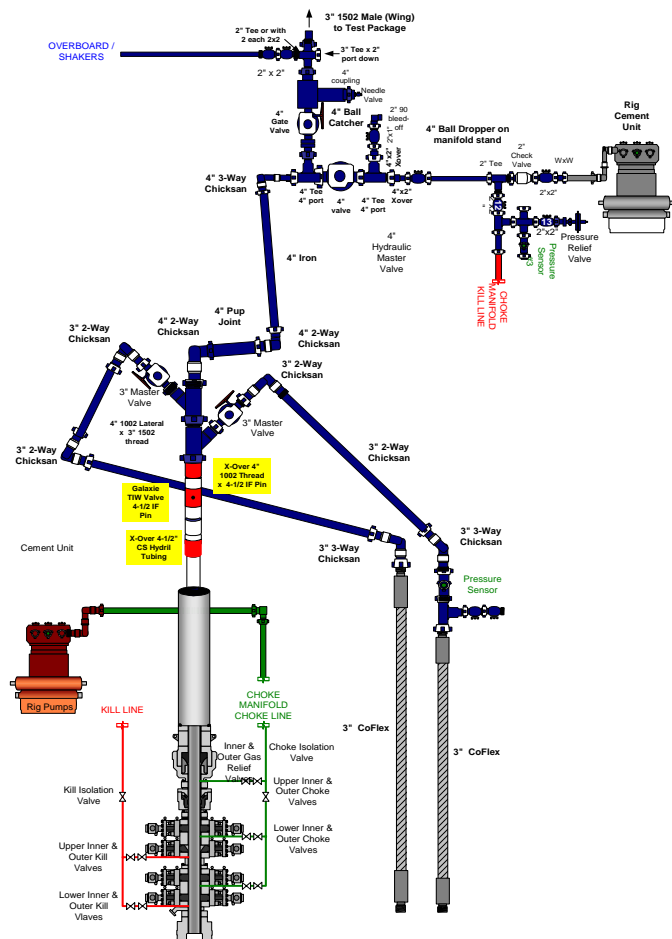 3" 1502 Male (Wing)
to Test Package
2" Tee or with
2 each 2x2
OVERBOARD /
SHAKERS
3" Tee x 2"
port down
2" x 2"
4"
coupling
Needle
Valve
4"
Gate
Valve
4" Ball
Catcher
2" 90
bleed-
off
2"x1"
4"x2"
Xover
4" Ball Dropper on
manifold stand
Rig
Cement
Unit
2" Tee
2"
Check
Valve
WxW
2"x2"
4" 3-Way
Chicksan
4" Tee
4" port
4"
valve
4" Tee
4" port
4"x2"
Xover
13
2"x2"
Pressure
Relief
Valve
Pressure
Sensor
4"
Hydraulic
Master
Valve
4" Iron
CHOKE
MANIFOLD
KILL LINE
4" Pup
Joint
4" 2-Way
Chicksan
4" 2-Way
Chicksan
3" 2-Way
Chicksan
3" 2-Way
Chicksan
3" Master
Valve
3" Master
Valve
4" 1002 Lateral
x 3" 1502
thread
3" 2-Way
Chicksan
3" 2-Way
Chicksan
X-Over 4"
1002 Thread
x 4-1/2 IF Pin
Galaxie
TIW Valve
4-1/2 IF
Pin
X-Over 4-1/2"
CS Hydril
Tubing
Cement Unit
3" 3-Way
Chicksan
3" 3-Way
Chicksan
Pressure
Sensor
Rig Pumps
KILL LINE
CHOKE
MANIFOLD
CHOKE LINE
3" CoFlex
3" CoFlex
Inner &
Outer Gas
Relief
Valves
Choke Isolation
Valve
Kill Isolation
Valve
Upper Inner &
Outer Choke
Valves
Lower Inner &
Outer Choke
Valves
Upper Inner &
Outer Kill
Valves
Lower Inner &
Outer Kill
Vlaves